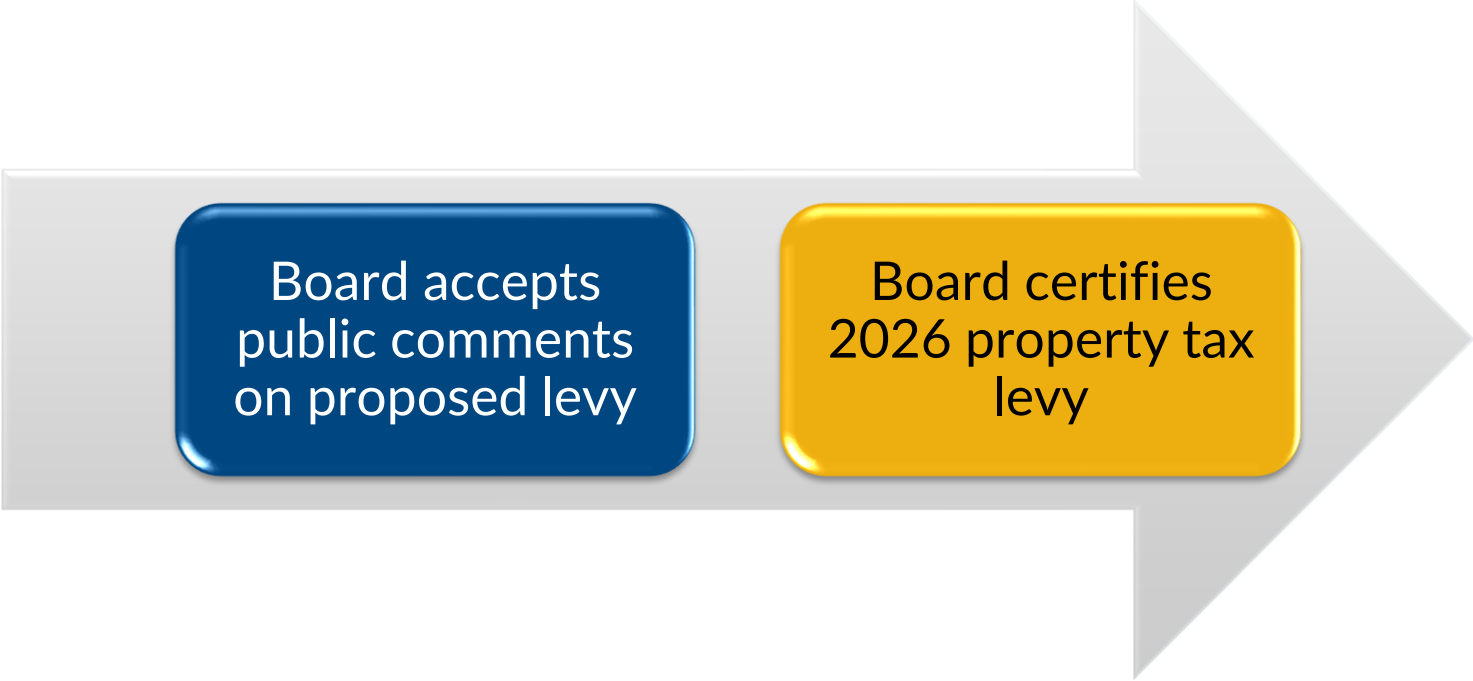 Board accepts
public comments
on proposed levy
Board certifies
2026 property tax
levy